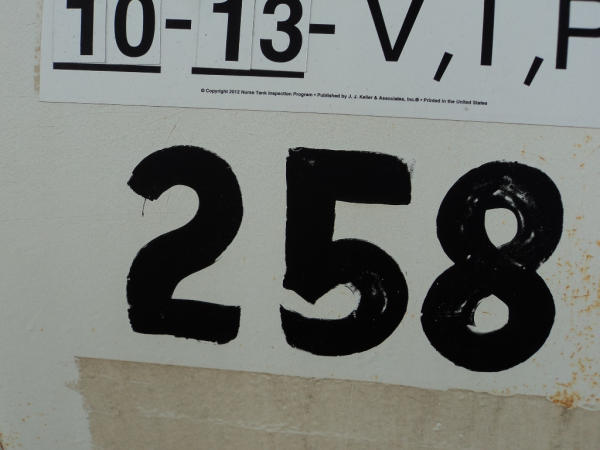 10-13-V,I,P
© Copyright 2012 Nurse Tank Inspection Program • Published by J. J. Keller & Associates, Inc.® • Printed in the United States
258